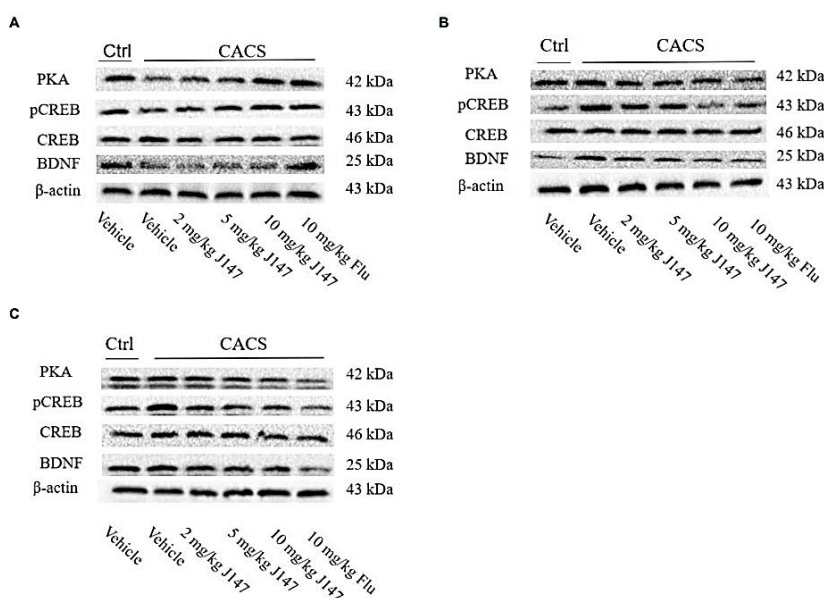 A
Ctrl CACS
PKA 42 kDa
pCREB 43 kDa
CREB 46 kDa
BDNF 25 kDa
β-actin 43 kDa
Vehicle Vehicle 2 mg/kg J147 5 mg/kg J147 10 mg/kg J147 10 mg/kg Flu
B
Ctrl CACS
PKA 42 kDa
pCREB 43 kDa
CREB 46 kDa
BDNF 25 kDa
β-actin 43 kDa
Vehicle Vehicle 2 mg/kg J147 5 mg/kg J147 10 mg/kg J147 10 mg/kg Flu
C
Ctrl CACS
PKA 42 kDa
pCREB 43 kDa
CREB 46 kDa
BDNF 25 kDa
β-actin 43 kDa
Vehicle Vehicle 2 mg/kg J147 5 mg/kg J147 10 mg/kg J147 10 mg/kg Flu